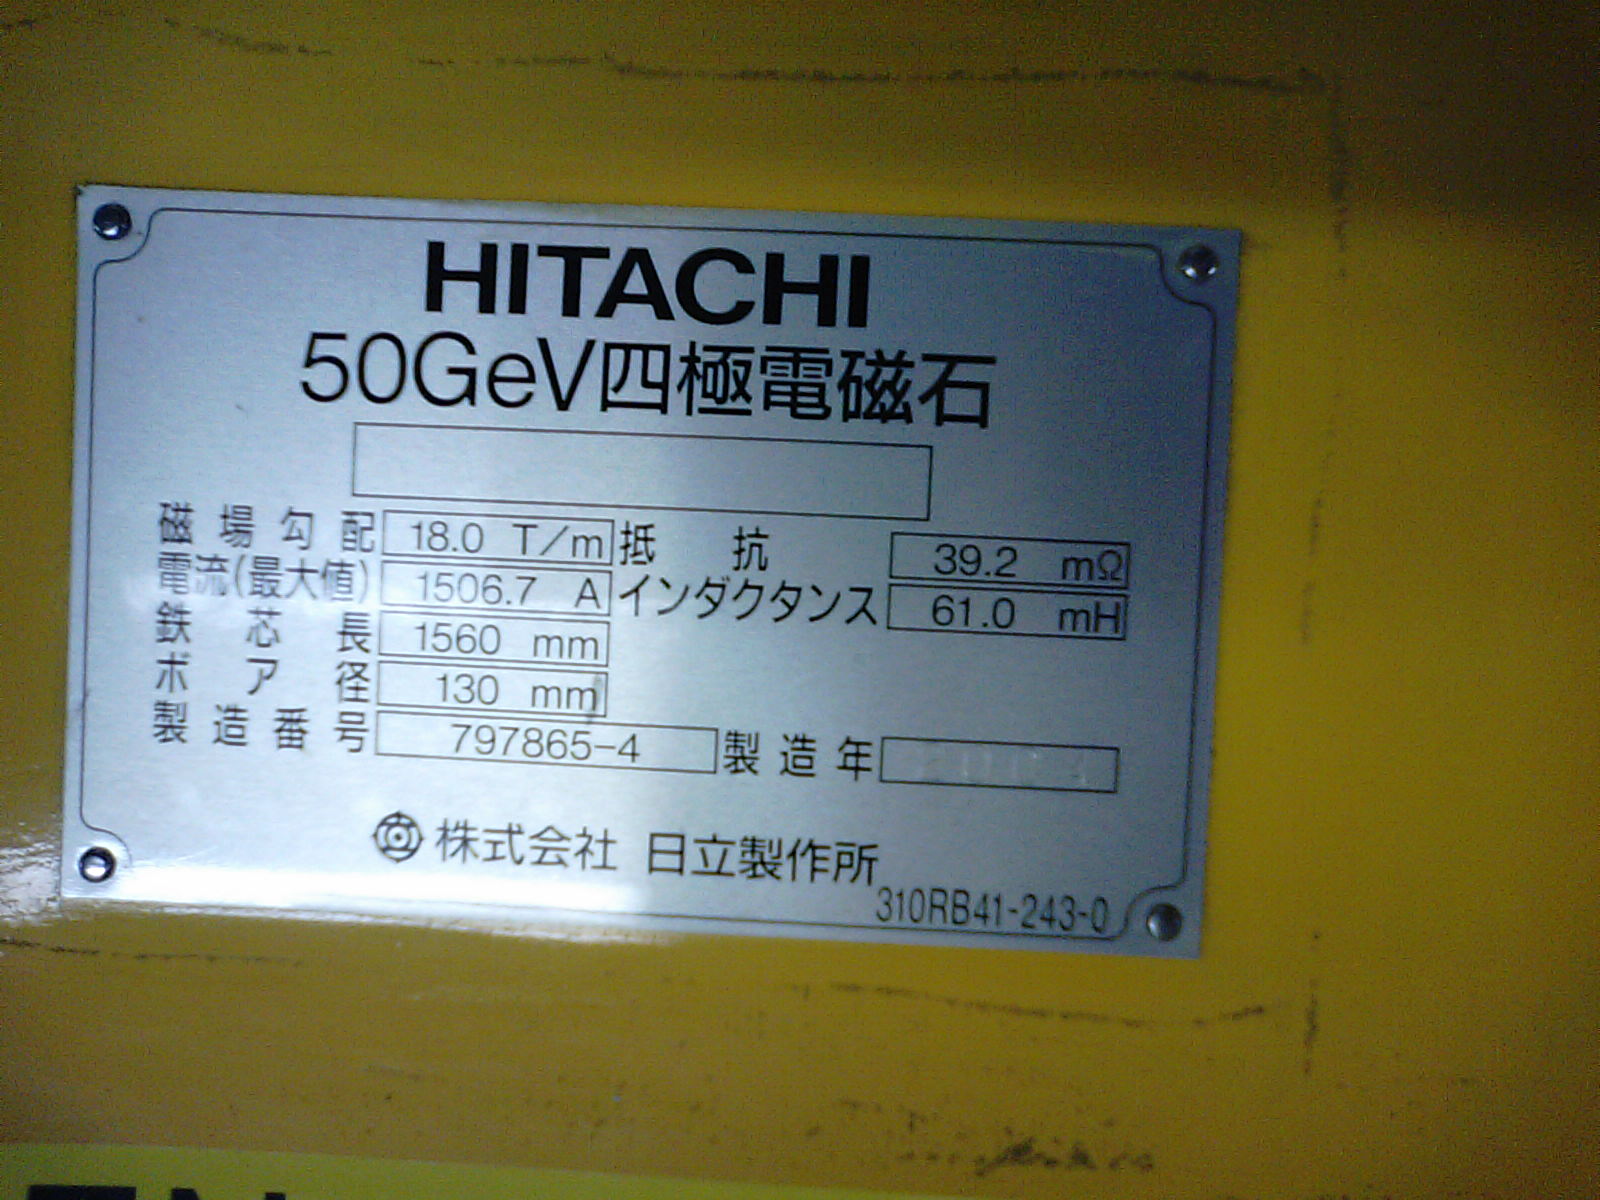 HITACHI
50GeV四極電磁石
磁場勾配 18.0 T/m 抵抗 39.2 mΩ
電流(最大値) 1506.7 A インダクタンス 61.0 mH
鉄芯長 1560 mm
ボア径 130 mm
製造番号 797865-4 製造年
株式会社 日立製作所
310RB41-243-0